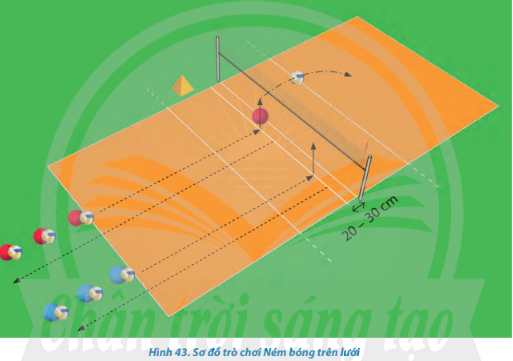 20 – 30 cm
Chân trời sáng tạo
Hình 43. Sơ đồ trò chơi Ném bóng trên lưới